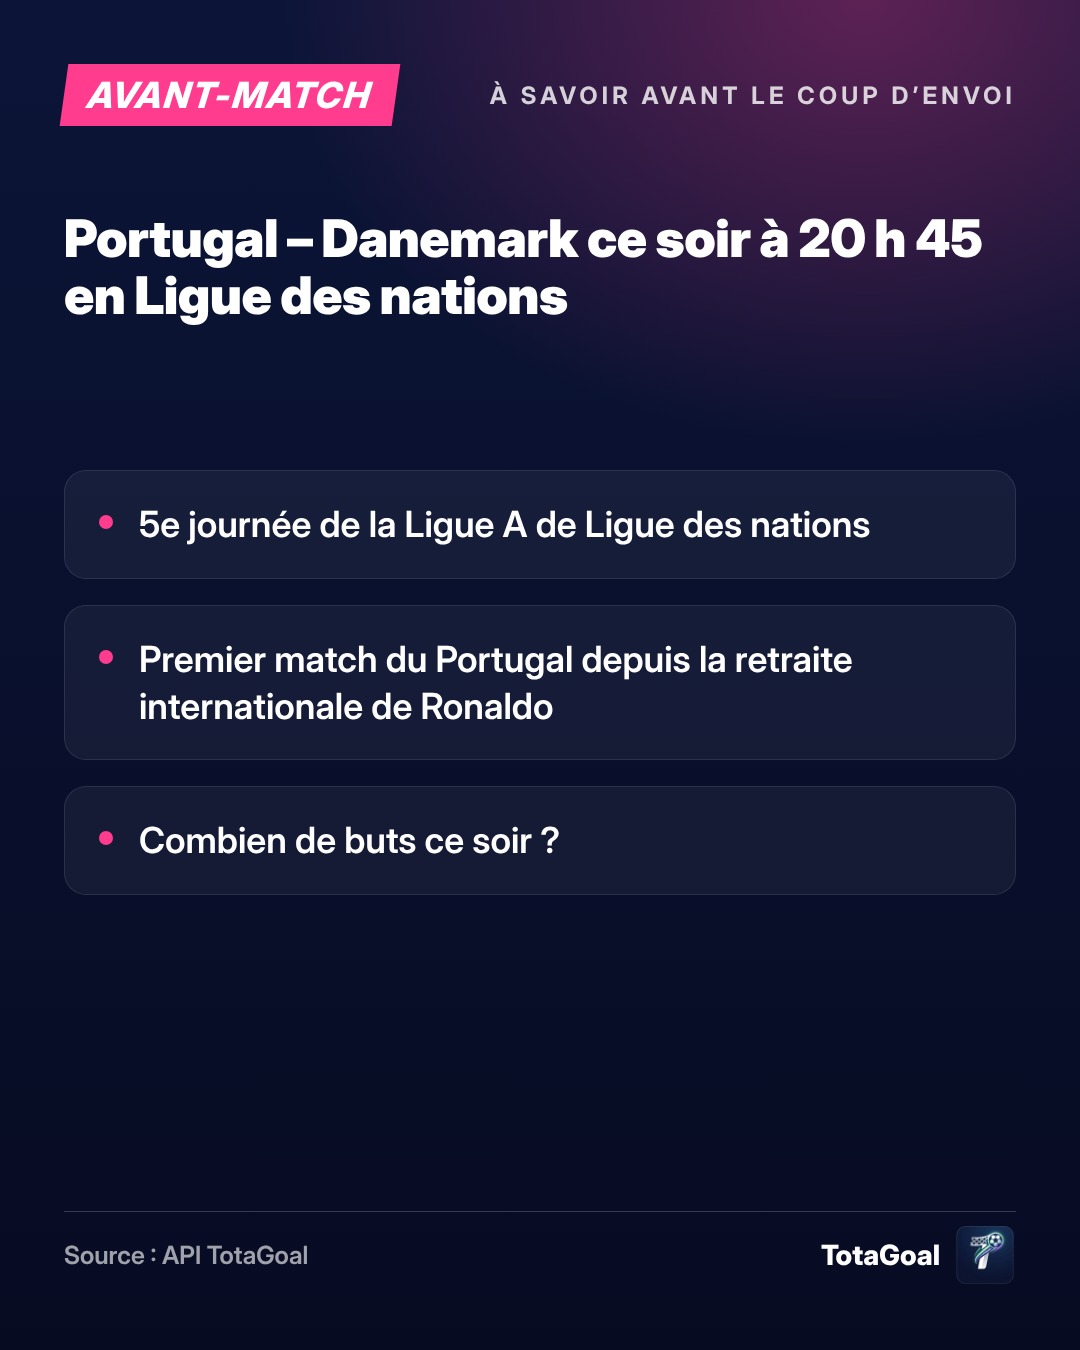 AVANT-MATCH
À SAVOIR AVANT LE COUP D’ENVOI
Portugal – Danemark ce soir à 20 h 45
en Ligue des nations
5e journée de la Ligue A de Ligue des nations
Premier match du Portugal depuis la retraite
internationale de Ronaldo
Combien de buts ce soir ?
Source : API TotaGoal
TotaGoal